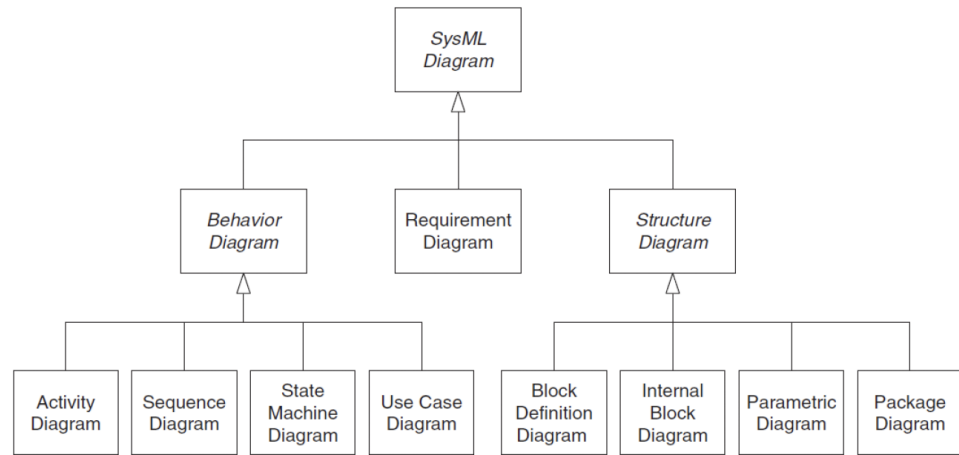 SysML
Diagram
Behavior
Diagram
Requirement
Diagram
Structure
Diagram
Activity
Diagram
Sequence
Diagram
State
Machine
Diagram
Use Case
Diagram
Block
Definition
Diagram
Internal
Block
Diagram
Parametric
Diagram
Package
Diagram